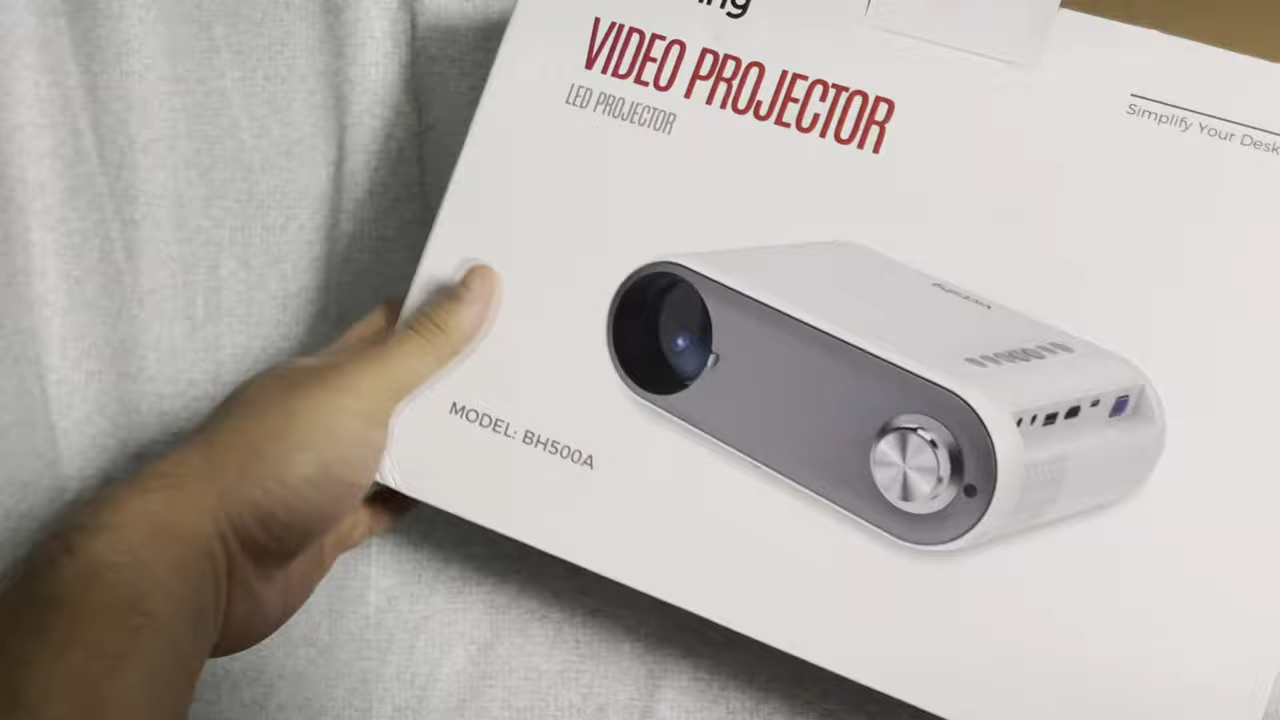 VIDEO PROJECTOR
LED PROJECTOR
Simplify Your Desk
MODEL: BH500A